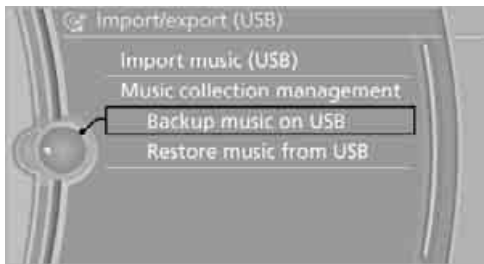 Import/export (USB)
Import music (USB)
Music collection management
Backup music on USB
Restore music from USB